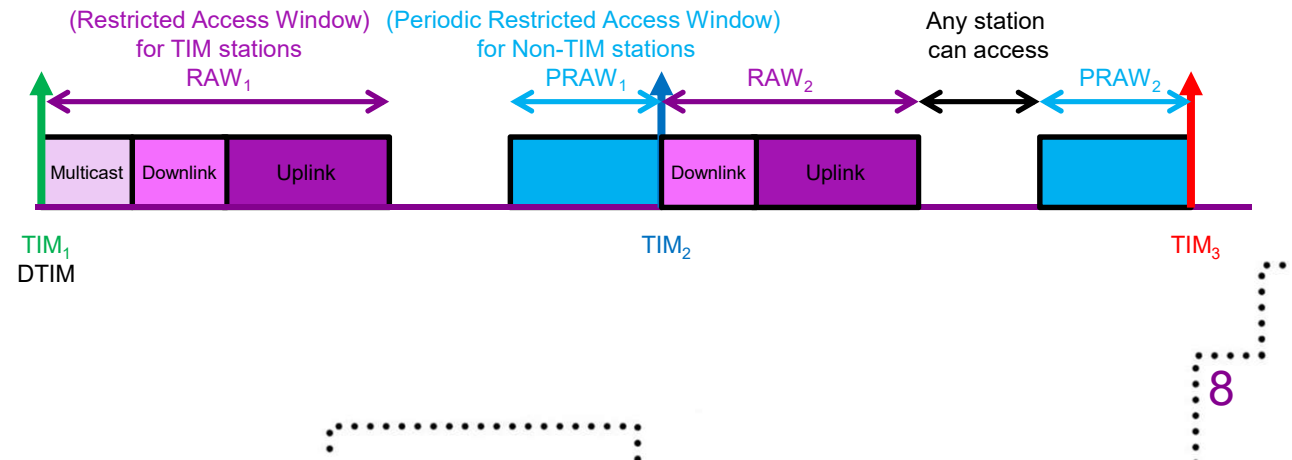 (Restricted Access Window)
for TIM stations
RAW1
(Periodic Restricted Access Window)
for Non-TIM stations
PRAW1
RAW2
Any station
can access
PRAW2
Multicast
Downlink
Uplink
Downlink
Uplink
TIM1
DTIM
TIM2
TIM3
8